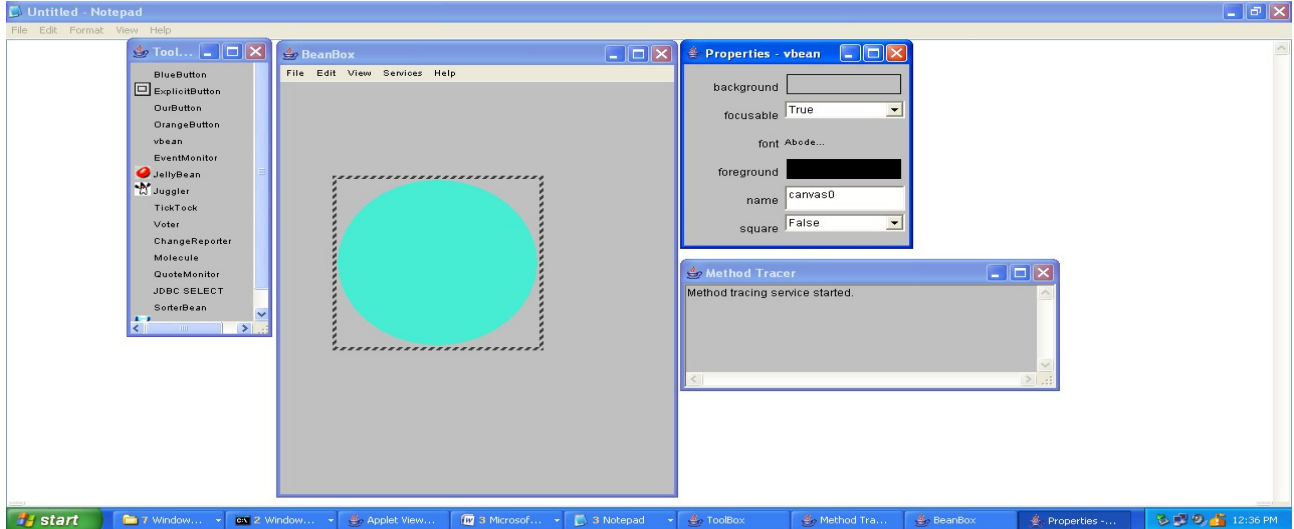 Untitled - Notepad
File Edit Format View Help
Tool...
BlueButton
ExplicitButton
OurButton
OrangeButton
vbean
EventMonitor
JellyBean
Juggler
TickTock
Voter
ChangeReporter
Molecule
QuoteMonitor
JDBC SELECT
SorterBean
BeanBox
File Edit View Services Help
Properties - vbean
background
focusable True
font Abcde...
foreground
name canvas0
square False
Method Tracer
Method tracing service started.
start 7 Window... 2 Window... Applet View... 3 Microsof... 3 Notepad ToolBox Method Tra... BeanBox Properties -... 12:36 PM